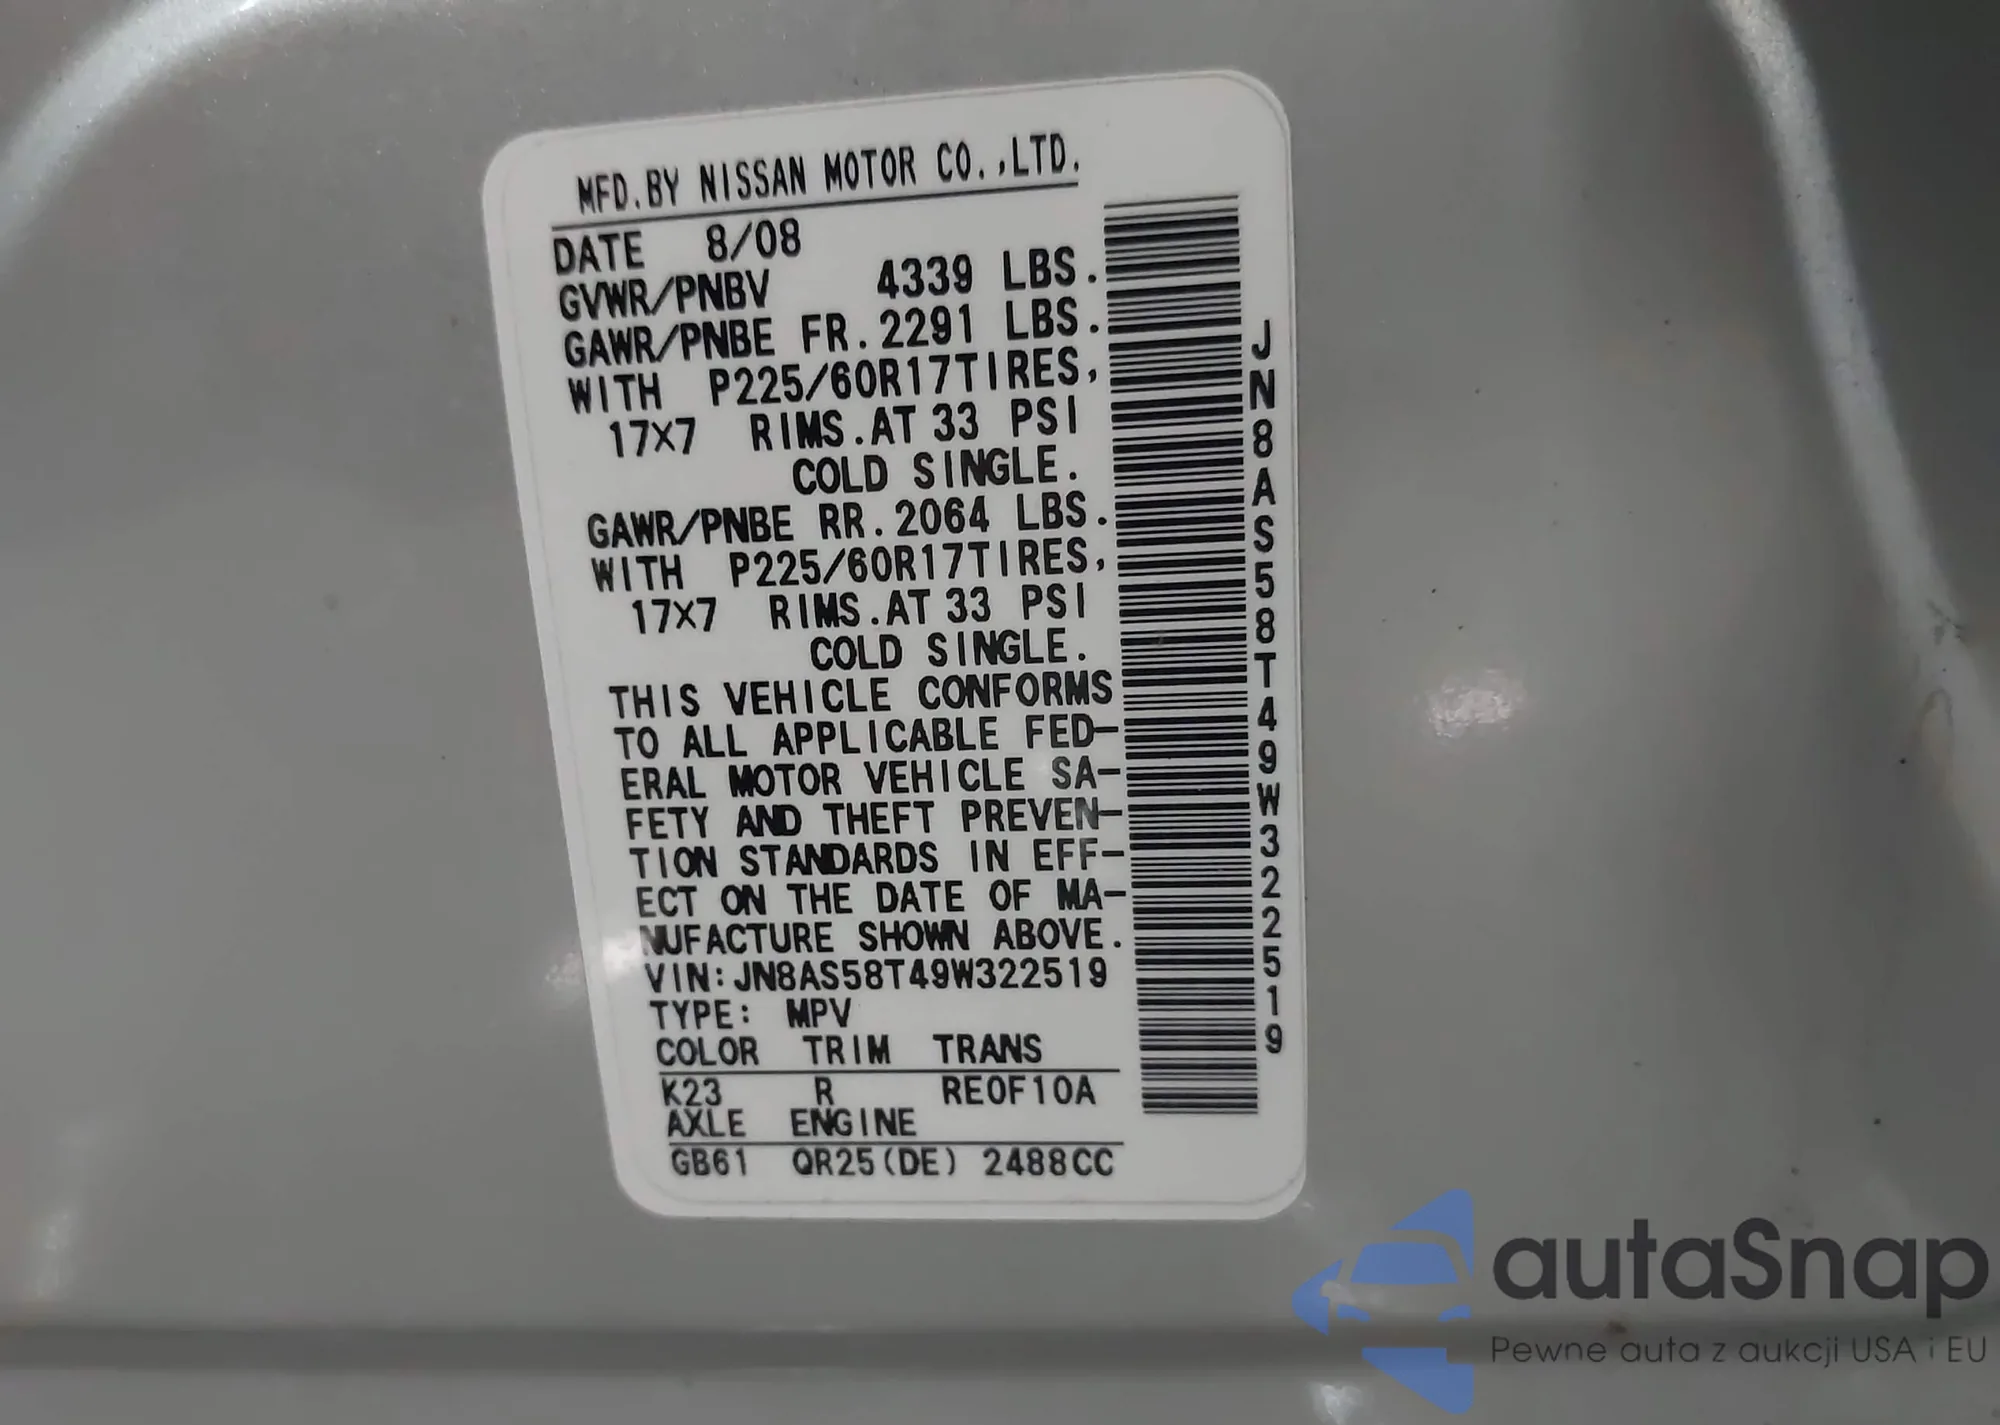 MFD.BY NISSAN MOTOR CO.,LTD.
DATE 8/08
GVWR/PNBV 4339 LBS.
GAWR/PNBE FR.2291 LBS.
WITH P225/60R17TIRES,
17X7 RIMS.AT 33 PSI
COLD SINGLE.
GAWR/PNBE RR.2064 LBS.
WITH P225/60R17TIRES,
17X7 RIMS.AT 33 PSI
COLD SINGLE.
THIS VEHICLE CONFORMS
TO ALL APPLICABLE FED-
ERAL MOTOR VEHICLE SA-
FETY AND THEFT PREVEN-
TION STANDARDS IN EFF-
ECT ON THE DATE OF MA-
NUFACTURE SHOWN ABOVE.
VIN:JN8AS58T49W322519
TYPE: MPV
COLOR TRIM TRANS
K23 R RE0F10A
AXLE ENGINE
GB61 QR25(DE) 2488CC
JN8AS58T49W322519
autaSnap
Pewne auta z aukcji USA i EU